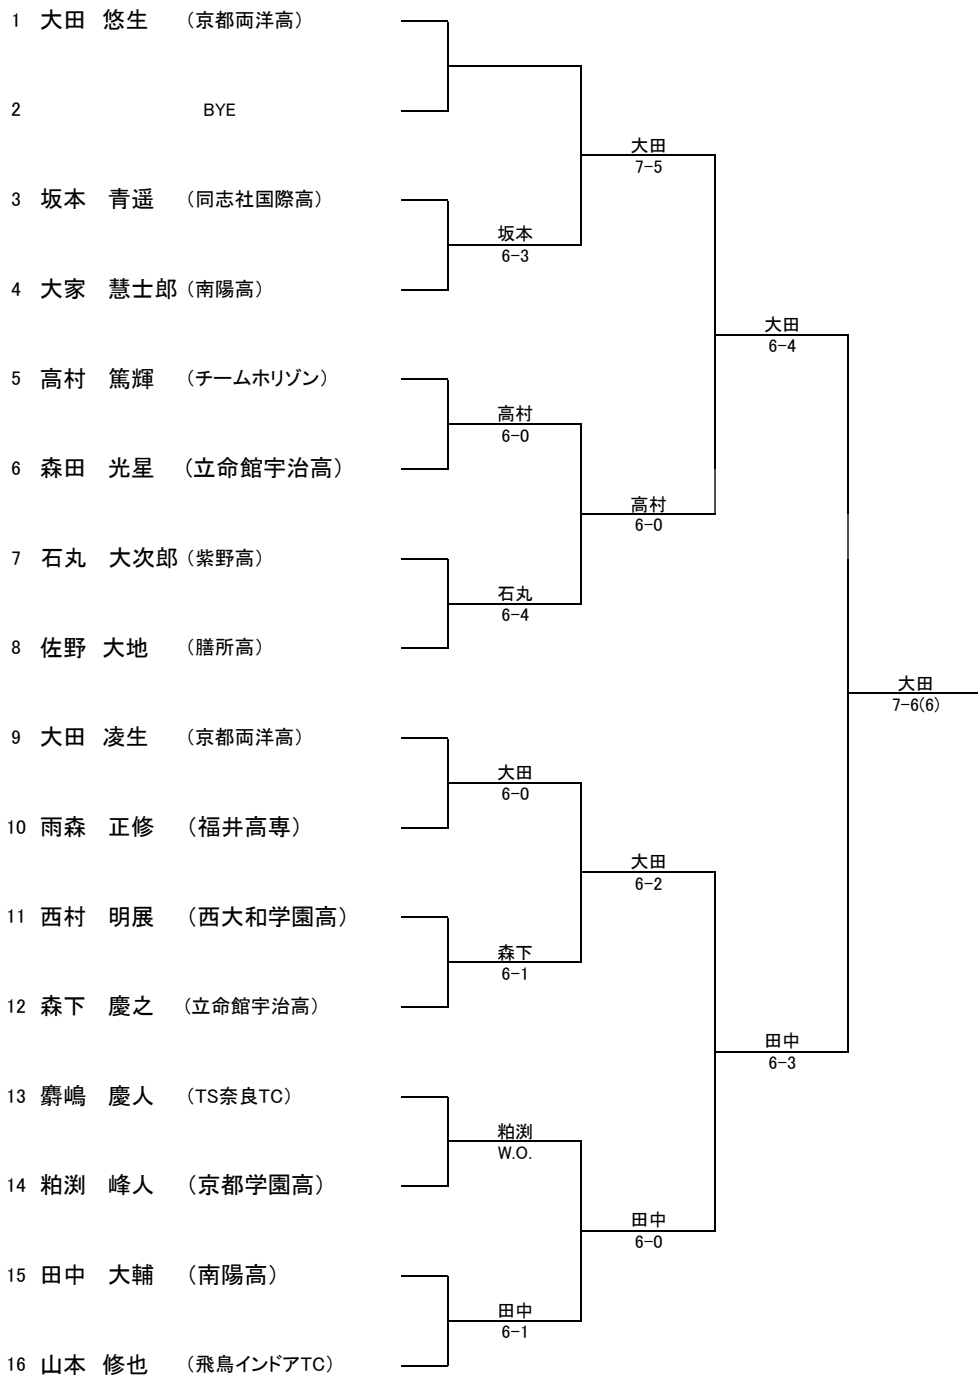 1 大田 悠生 （京都両洋高）
2 BYE
大田
7-5
3 坂本 青遥 （同志社国際高）
坂本
6-3
4 大家 慧士郎 （南陽高）
大田
6-4
5 高村 篤輝 （チームホリゾン）
高村
6-0
6 森田 光星 （立命館宇治高）
高村
6-0
7 石丸 大次郎 （紫野高）
石丸
6-4
8 佐野 大地 （膳所高）
大田
7-6(6)
9 大田 凌生 （京都両洋高）
大田
6-0
10 雨森 正修 （福井高専）
大田
6-2
11 西村 明展 （西大和学園高）
森下
6-1
12 森下 慶之 （立命館宇治高）
田中
6-3
13 麝嶋 慶人 （TS奈良TC）
粕渕
W.O.
14 粕渕 峰人 （京都学園高）
田中
6-0
15 田中 大輔 （南陽高）
田中
6-1
16 山本 修也 （飛鳥インドアTC）